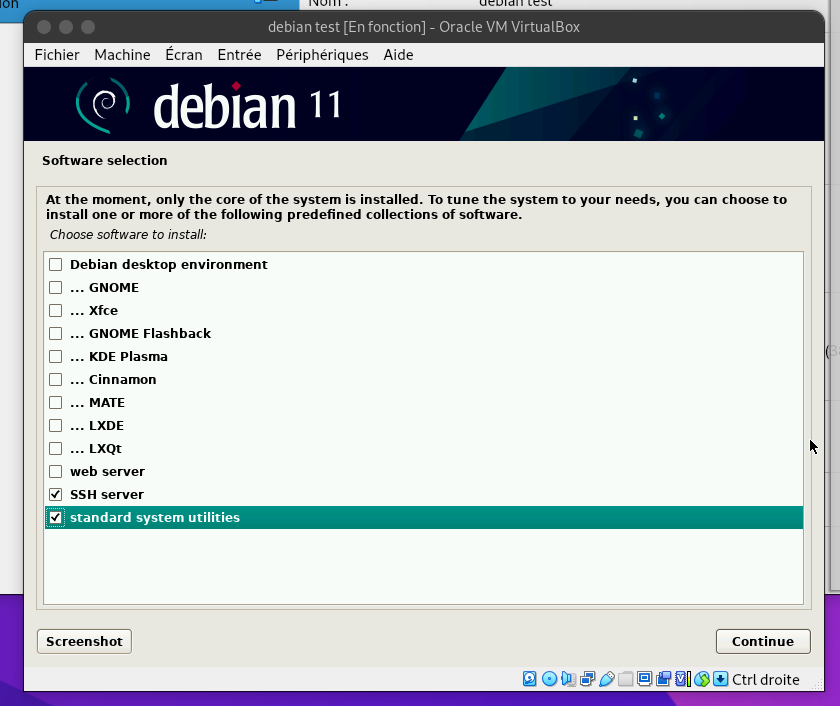 Nom :
debian test
debian test [En fonction] - Oracle VM VirtualBox
Fichier Machine Écran Entrée Périphériques Aide
debian 11
Software selection
At the moment, only the core of the system is installed. To tune the system to your needs, you can choose to
install one or more of the following predefined collections of software.
Choose software to install:
Debian desktop environment
... GNOME
... Xfce
... GNOME Flashback
... KDE Plasma
... Cinnamon
... MATE
... LXDE
... LXQt
web server
SSH server
standard system utilities
Screenshot
Continue
Ctrl droite